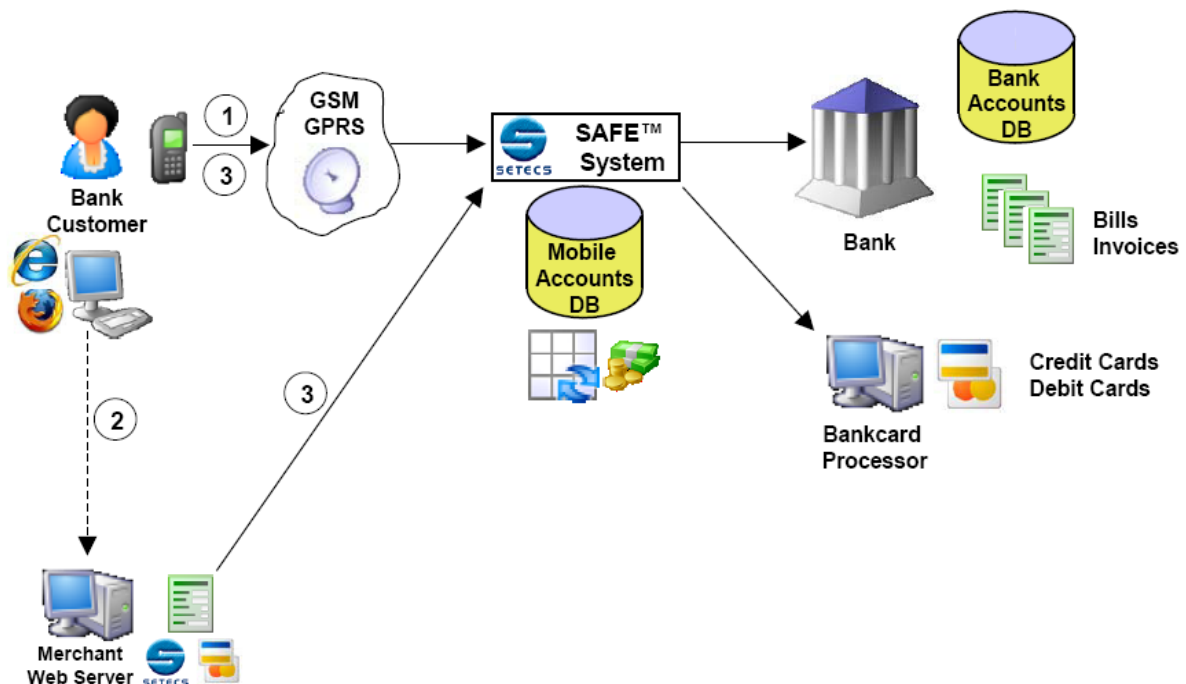 1
3
GSM
GPRS
SETECS
SAFE™
System
Bank
Accounts
DB
Bank
Customer
Mobile
Accounts
DB
Bank
Bills
Invoices
2
3
Credit Cards
Debit Cards
Bankcard
Processor
Merchant
Web Server
SETECS